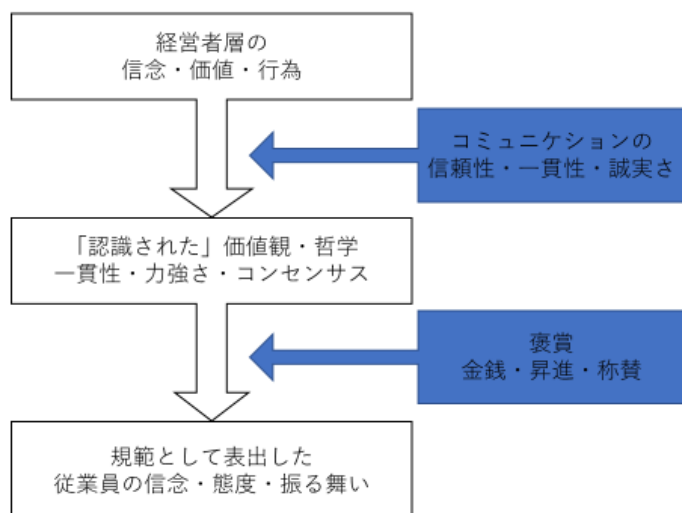 経営者層の
信念・価値・行為
コミュニケションの
信頼性・一貫性・誠実さ
「認識された」価値観・哲学
一貫性・力強さ・コンセンサス
褒賞
金銭・昇進・称賛
規範として表出した
従業員の信念・態度・振る舞い